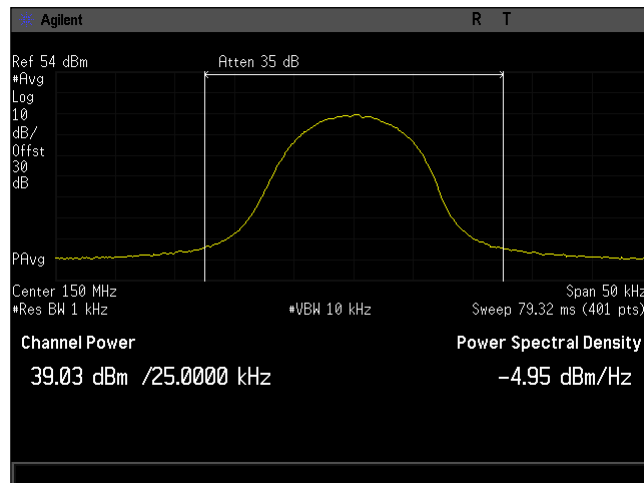 Agilent R T
Ref 54 dBm Atten 35 dB
#Avg
Log
10
dB/
Offst
30
dB
PAvg
Center 150 MHz Span 50 kHz
#Res BW 1 kHz #VBW 10 kHz Sweep 79.32 ms (401 pts)
Channel Power Power Spectral Density
39.03 dBm /25.0000 kHz -4.95 dBm/Hz